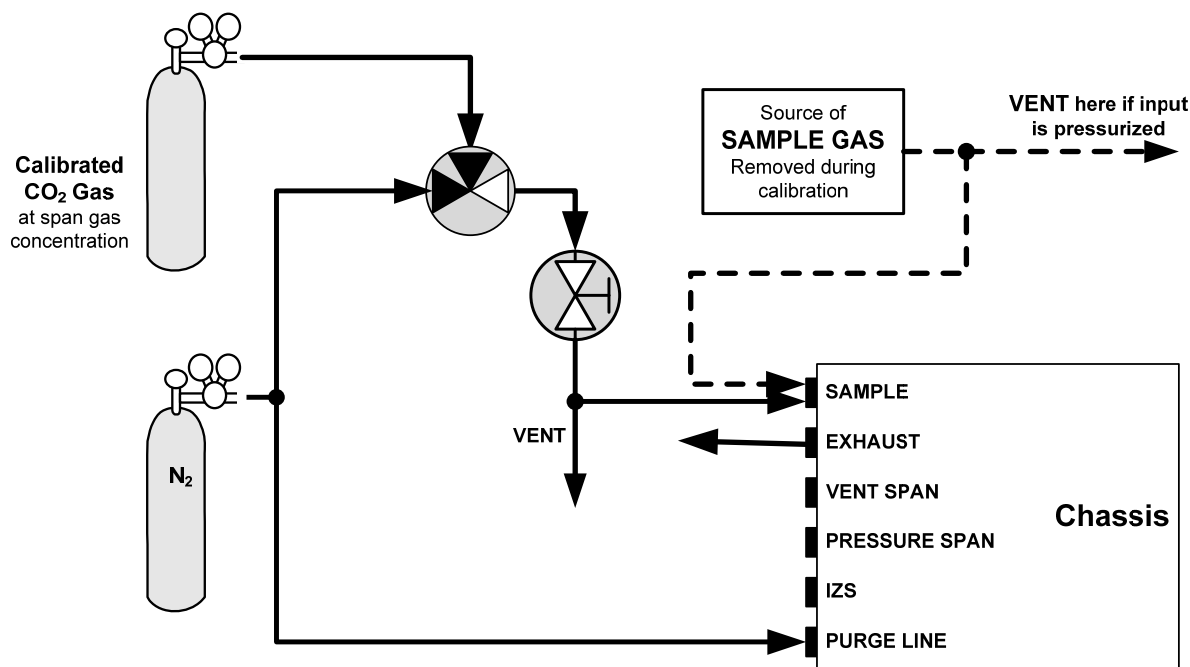 Calibrated
CO₂ Gas
at span gas
concentration
Source of
SAMPLE GAS
Removed during
calibration
VENT here if input
is pressurized
N₂
VENT
SAMPLE
EXHAUST
VENT SPAN
PRESSURE SPAN
IZS
PURGE LINE
Chassis